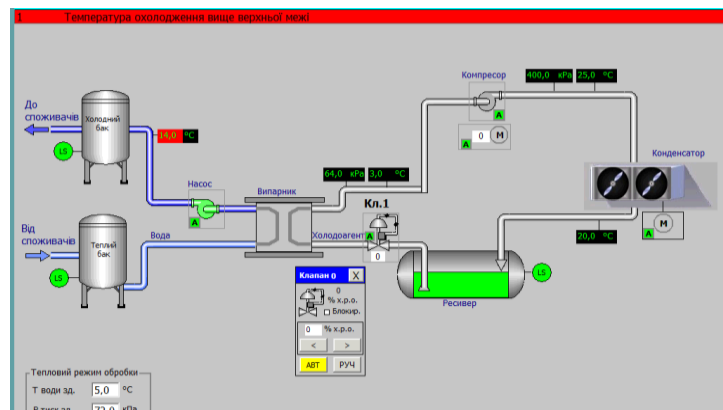 1 Температура охолодження вище верхньої межі
Компресор
400,0 кРа 25,0 °C
До
споживачів
Холодний
бак
A
0 M
A
LS
14,0 °C
Конденсатор
64,0 кРа 3,0 °C
Насос
Випарник
Кл.1
A
M
A
Від
споживачів
Теплий
бак
Вода
Холодоагент
A
20,0 °C
0
LS
LS
Клапан 0 X
0
% х.р.о.
Блокир.
Ресивер
0 % х.р.о.
< >
АВТ РУЧ
Тепловий режим обробки
Т води зд. 5,0 °C